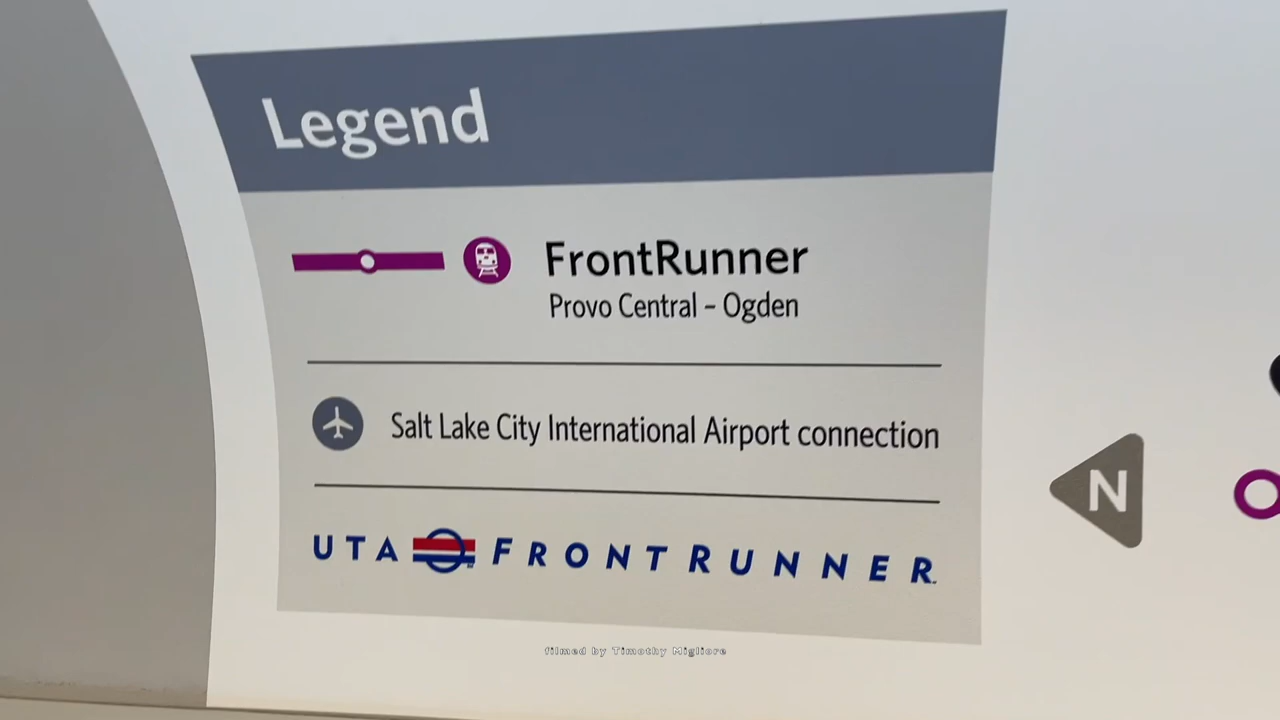 Legend
FrontRunner
Provo Central – Ogden
Salt Lake City International Airport connection
UTA FRONTRUNNER
N
filmed by Timothy Migliore